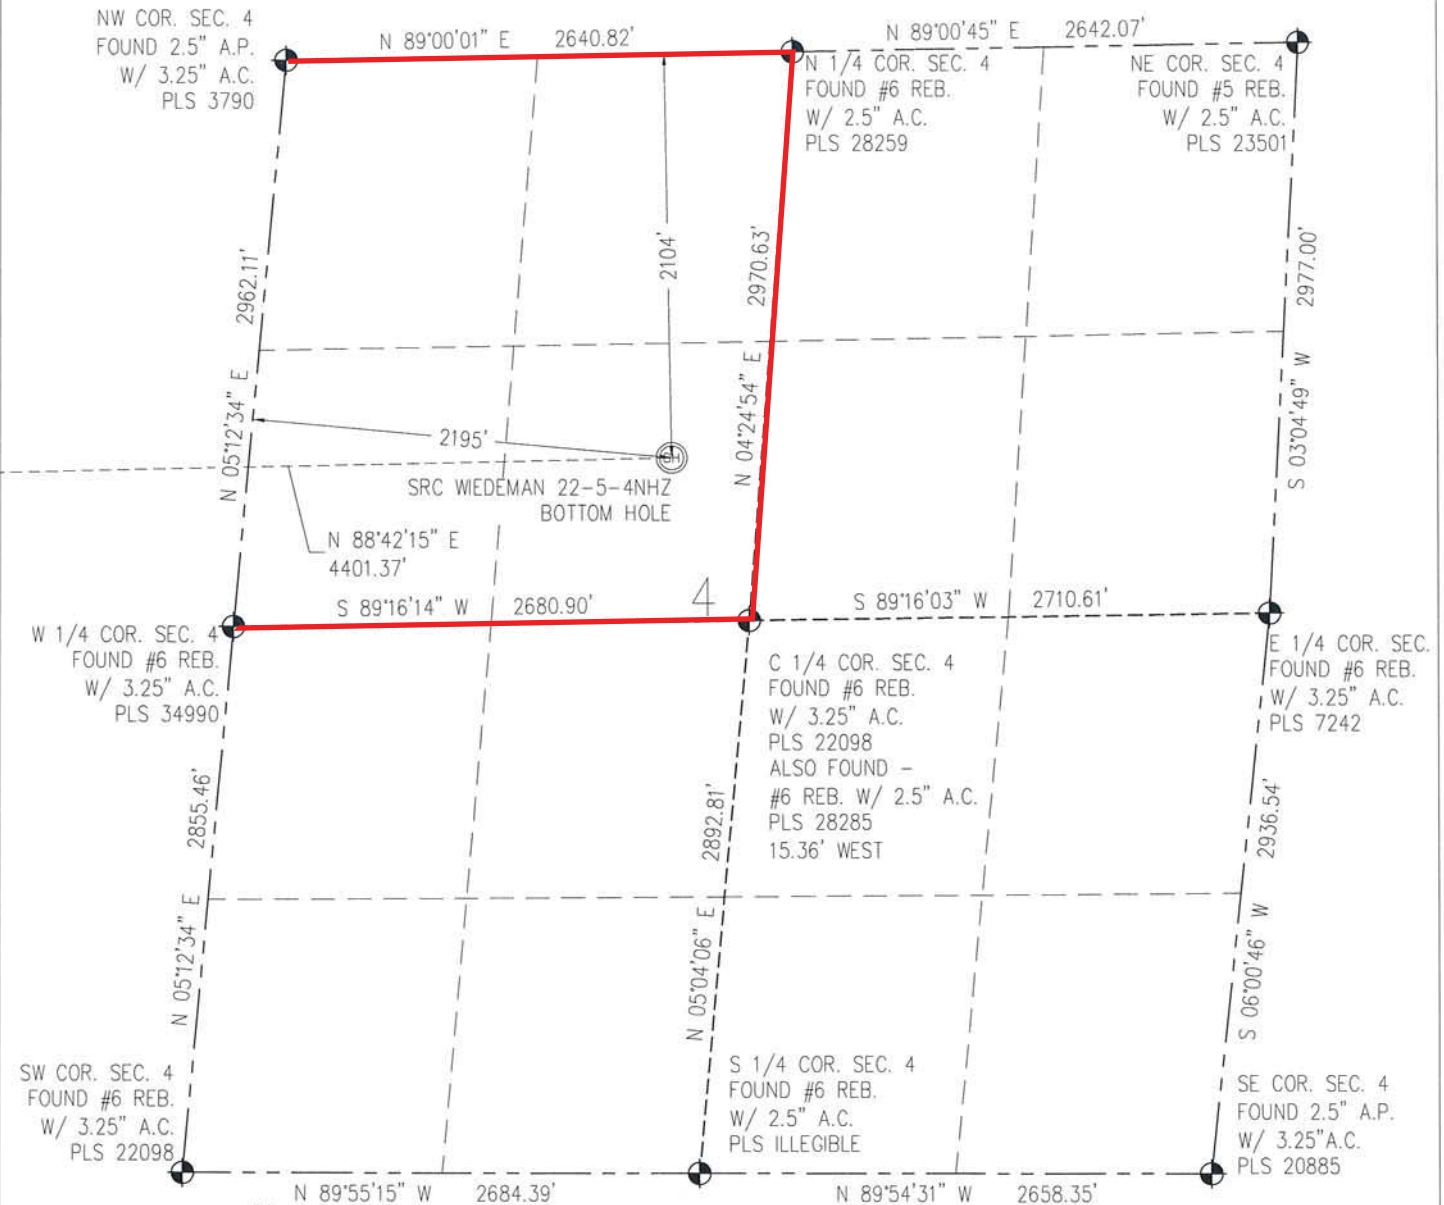 NW COR. SEC. 4
FOUND 2.5" A.P.
W/ 3.25" A.C.
PLS 3790
N 89°00'01" E 2640.82'
N 89°00'45" E 2642.07'
N 1/4 COR. SEC. 4
FOUND #6 REB.
W/ 2.5" A.C.
PLS 28259
NE COR. SEC. 4
FOUND #5 REB.
W/ 2.5" A.C.
PLS 23501
N 05°12'34" E 2962.11'
2104'
N 04°24'54" E 2970.63'
S 03°04'49" W 2977.00'
2195'
BH
SRC WIEDEMAN 22-5-4NHZ
BOTTOM HOLE
N 88°42'15" E
4401.37'
S 89°16'14" W 2680.90'
4
S 89°16'03" W 2710.61'
W 1/4 COR. SEC. 4
FOUND #6 REB.
W/ 3.25" A.C.
PLS 34990
C 1/4 COR. SEC. 4
FOUND #6 REB.
W/ 3.25" A.C.
PLS 22098
ALSO FOUND -
#6 REB. W/ 2.5" A.C.
PLS 28285
15.36' WEST
E 1/4 COR. SEC.
FOUND #6 REB.
W/ 3.25" A.C.
PLS 7242
N 05°12'34" E 2855.46'
N 05°04'06" E 2892.81'
S 06°00'46" W 2936.54'
SW COR. SEC. 4
FOUND #6 REB.
W/ 3.25" A.C.
PLS 22098
S 1/4 COR. SEC. 4
FOUND #6 REB.
W/ 2.5" A.C.
PLS ILLEGIBLE
SE COR. SEC. 4
FOUND 2.5" A.P.
W/ 3.25"A.C.
PLS 20885
N 89°55'15" W 2684.39'
N 89°54'31" W 2658.35'